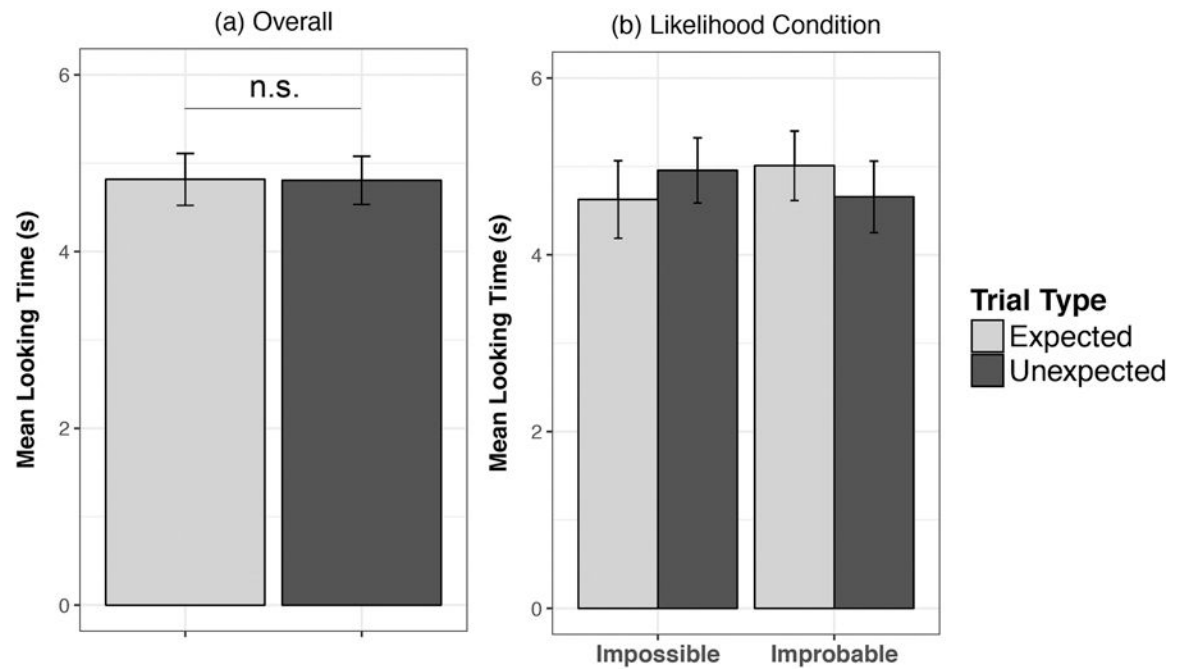 (a) Overall
n.s.
6
4
2
0
Mean Looking Time (s)
(b) Likelihood Condition
6
4
2
0
Mean Looking Time (s)
Impossible
Improbable
Trial Type
Expected
Unexpected